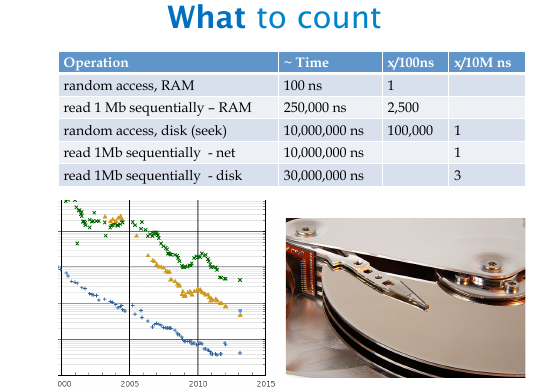 What to count
Operation ~ Time x/100ns x/10M ns
random access, RAM 100 ns 1
read 1 Mb sequentially – RAM 250,000 ns 2,500
random access, disk (seek) 10,000,000 ns 100,000 1
read 1Mb sequentially - net 10,000,000 ns 1
read 1Mb sequentially - disk 30,000,000 ns 3
000 2005 2010 2015